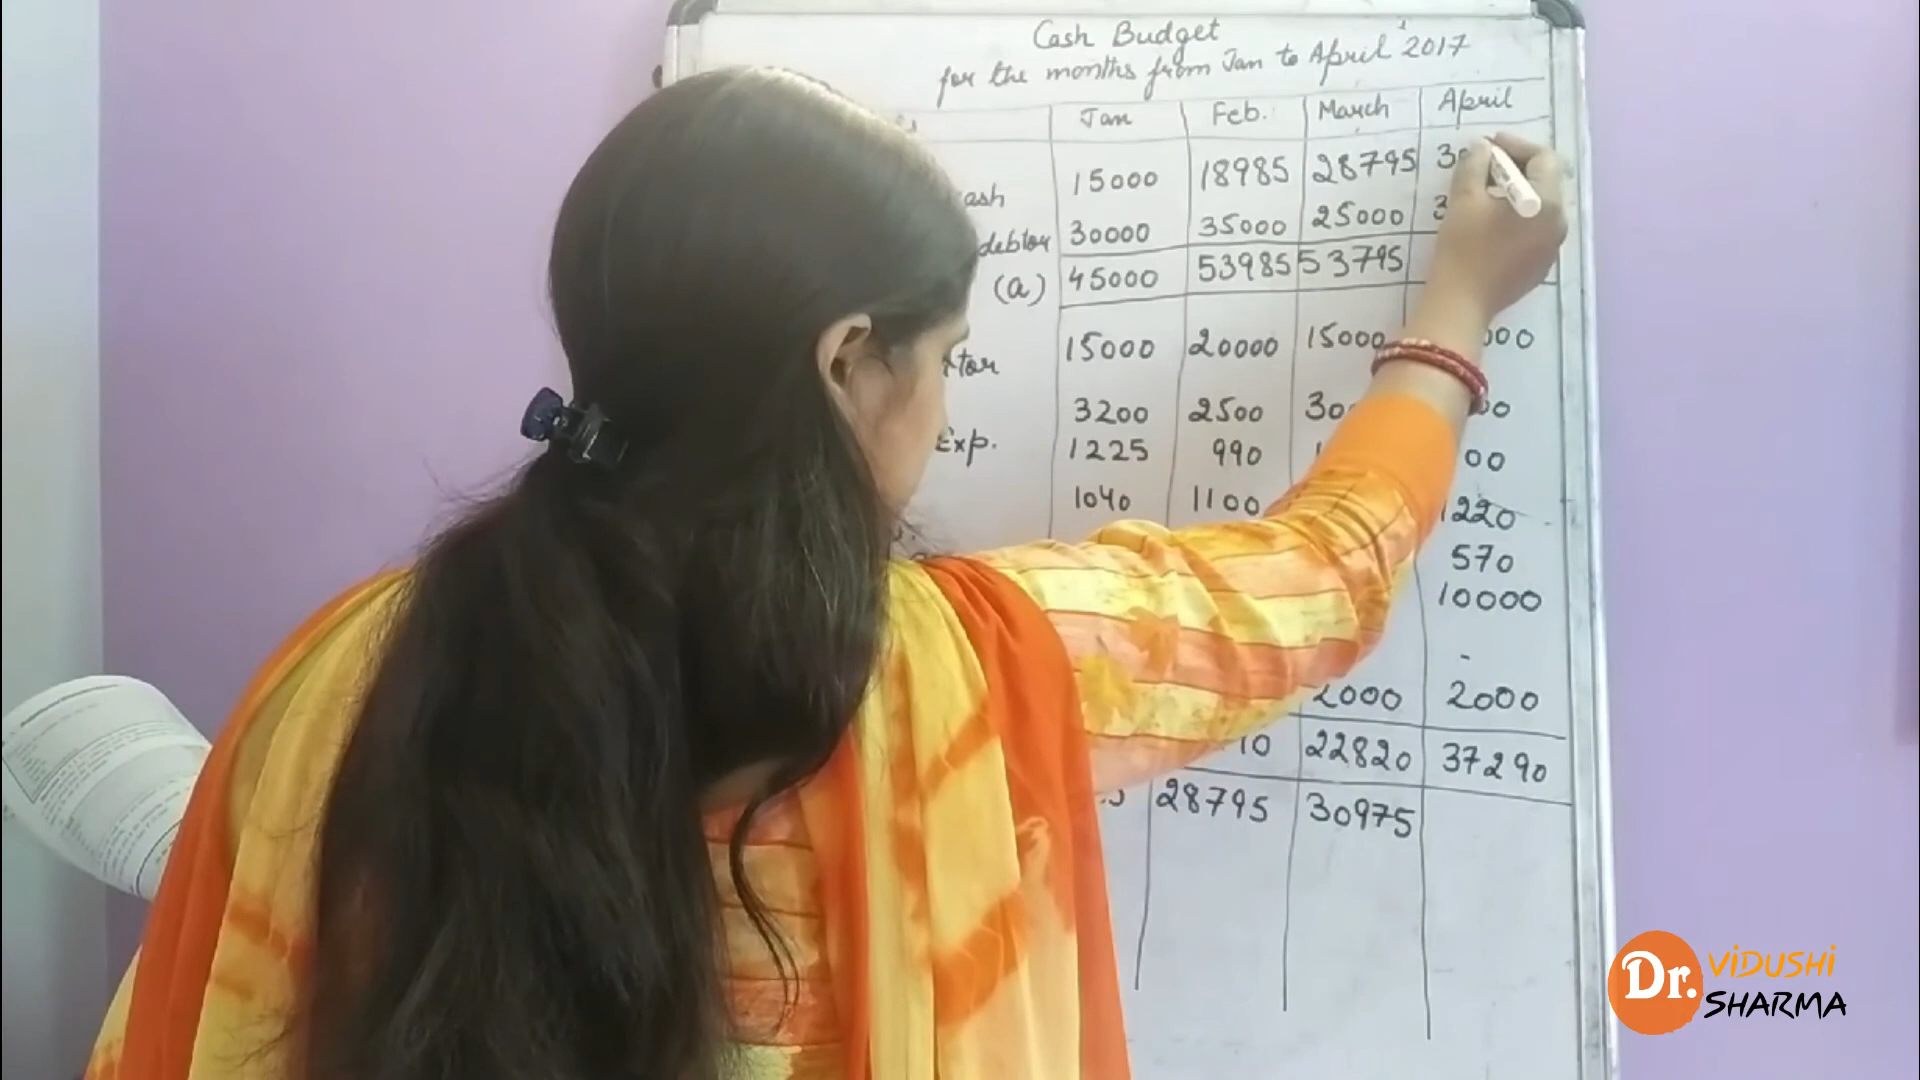 Cash Budget
for the months from Jan to April 2017
Jan Feb. March April
ash 15000 18985 28795
debtor 30000 35000 25000
(a) 45000 53985 53795
15000 20000 15000
3200 2500
Exp. 1225 990
1040 1100 1220
570
10000
-
2000 2000
22820 37290
28795 30975
Dr. ViDUSHi
SHARMA